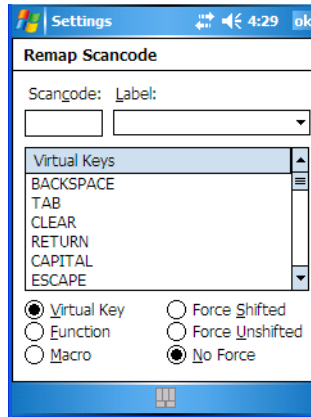 Settings 4:29 ok
Remap Scancode
Scancode: Label:
Virtual Keys
BACKSPACE
TAB
CLEAR
RETURN
CAPITAL
ESCAPE
Virtual Key Force Shifted
Function Force Unshifted
Macro No Force